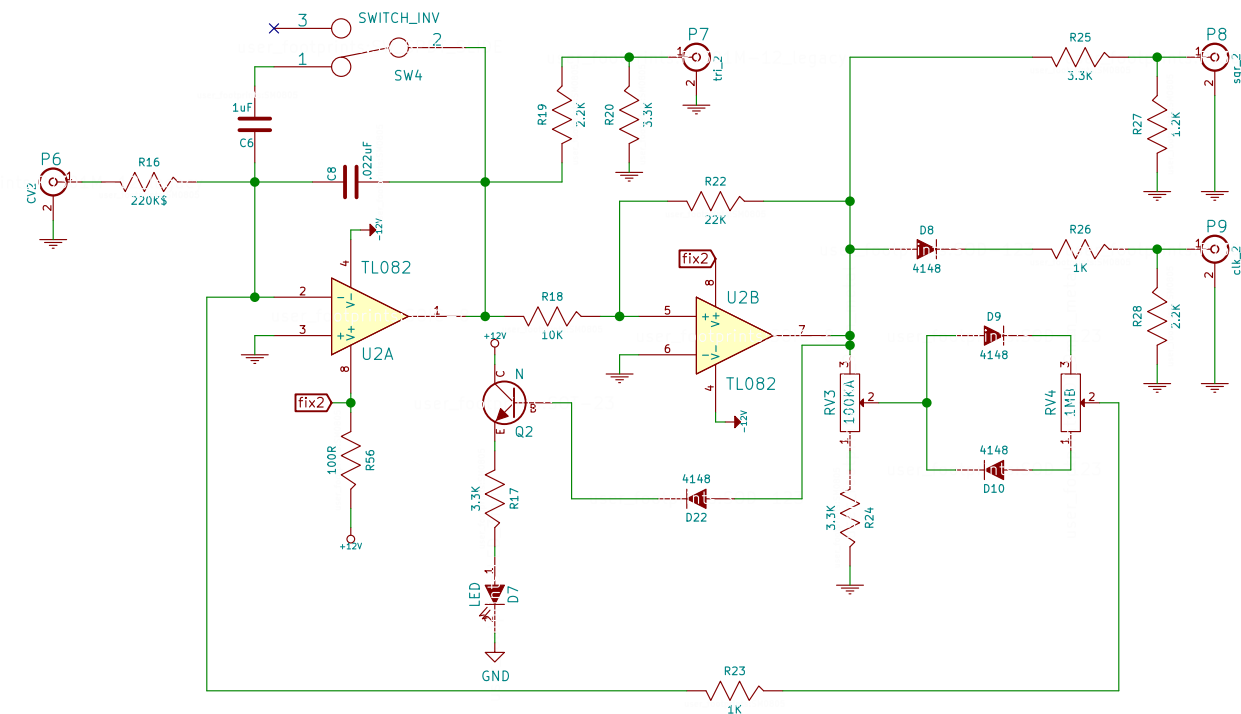 SWITCH_INV
3
2
1
SW4
1uF
C6
P6
1
CV2
2
R16
220K$
C8
.022uF
-12V
4
TL082
2
-
V-
3
+
V+
1
U2A
8
fix2
100R
R56
+12V
R19
2.2K
R20
3.3K
P7
1
tri_2
2
R18
10K
R22
22K
fix2
8
U2B
5
+
V+
6
-
V-
7
TL082
4
-12V
+12V
C
N
B
E
Q2
3.3K
R17
1
LED
D7
2
GND
4148
D22
3
RV3
100KA
2
1
3.3K
R24
R25
3.3K
P8
1
sqr_2
2
R27
1.2K
D8
4148
R26
1K
P9
1
clk_2
2
R28
2.2K
D9
4148
3
RV4
1MB
2
1
4148
D10
R23
1K